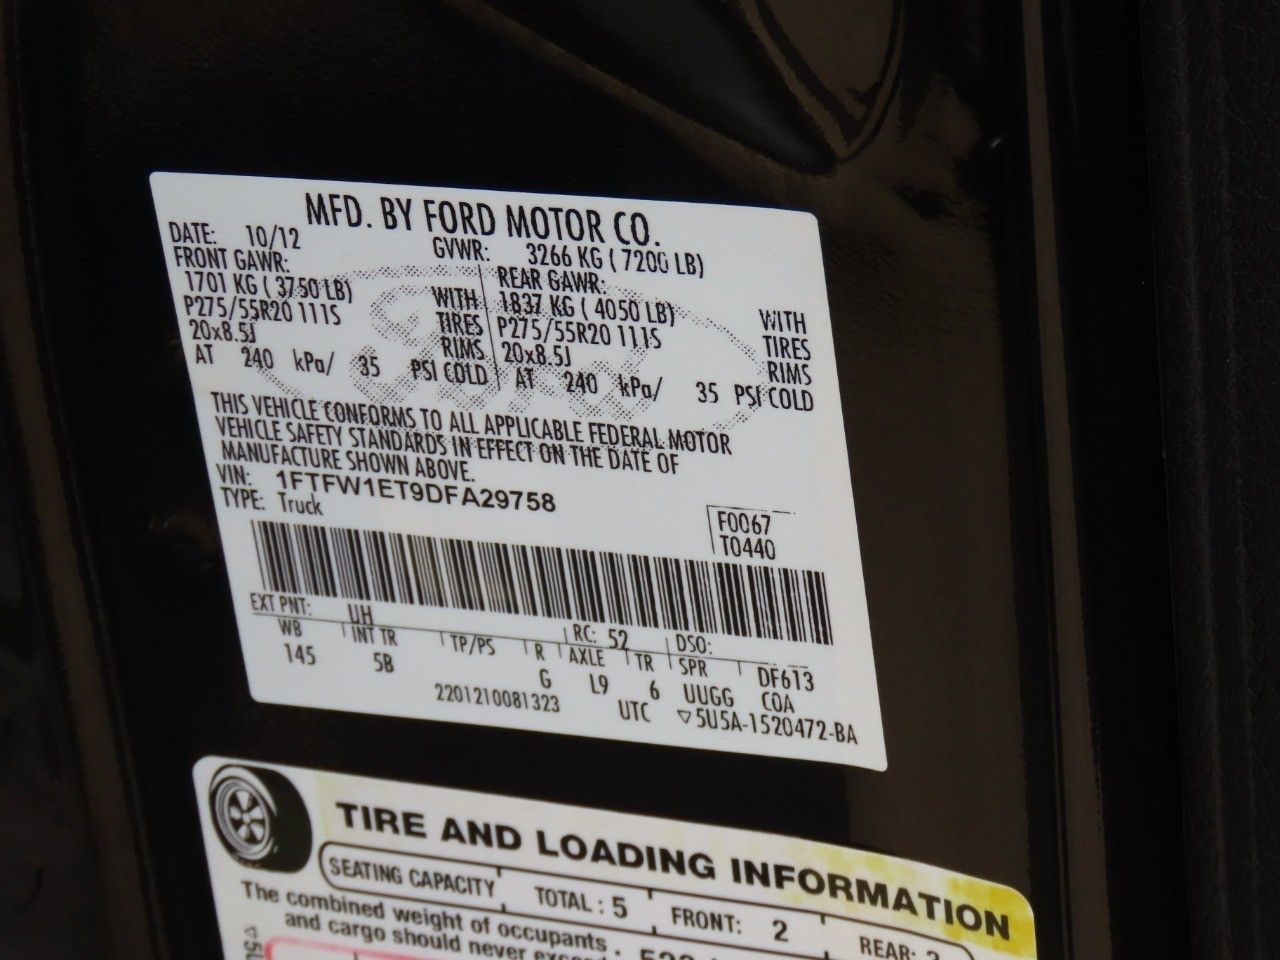 MFD. BY FORD MOTOR CO.
DATE: 10/12 GVWR: 3266 KG ( 7200 LB)
FRONT GAWR: REAR GAWR:
1701 KG ( 3750 LB) WITH 1837 KG ( 4050 LB) WITH
P275/55R20 111S TIRES P275/55R20 111S TIRES
20x8.5J RIMS 20x8.5J RIMS
AT 240 kPa/ 35 PSI COLD AT 240 kPa/ 35 PSI COLD
THIS VEHICLE CONFORMS TO ALL APPLICABLE FEDERAL MOTOR
VEHICLE SAFETY STANDARDS IN EFFECT ON THE DATE OF
MANUFACTURE SHOWN ABOVE.
VIN: 1FTFW1ET9DFA29758
TYPE: Truck
F0067
T0440
EXT PNT: UH RC: 52 DSO:
WB INT TR TP/PS R AXLE TR SPR DF613
145 5B G L9 6 UUGG COA
2201210081323 UTC ▽5U5A-1520472-BA
TIRE AND LOADING INFORMATION
SEATING CAPACITY TOTAL : 5 FRONT: 2 REAR:
The combined weight of occupants
and cargo should never exceed